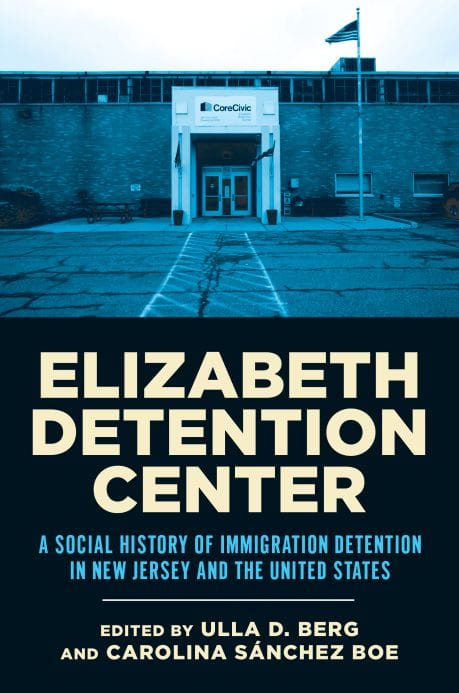 CoreCivic
ELIZABETH
DETENTION
CENTER
A SOCIAL HISTORY OF IMMIGRATION DETENTION
IN NEW JERSEY AND THE UNITED STATES
EDITED BY ULLA D. BERG
AND CAROLINA SÁNCHEZ BOE